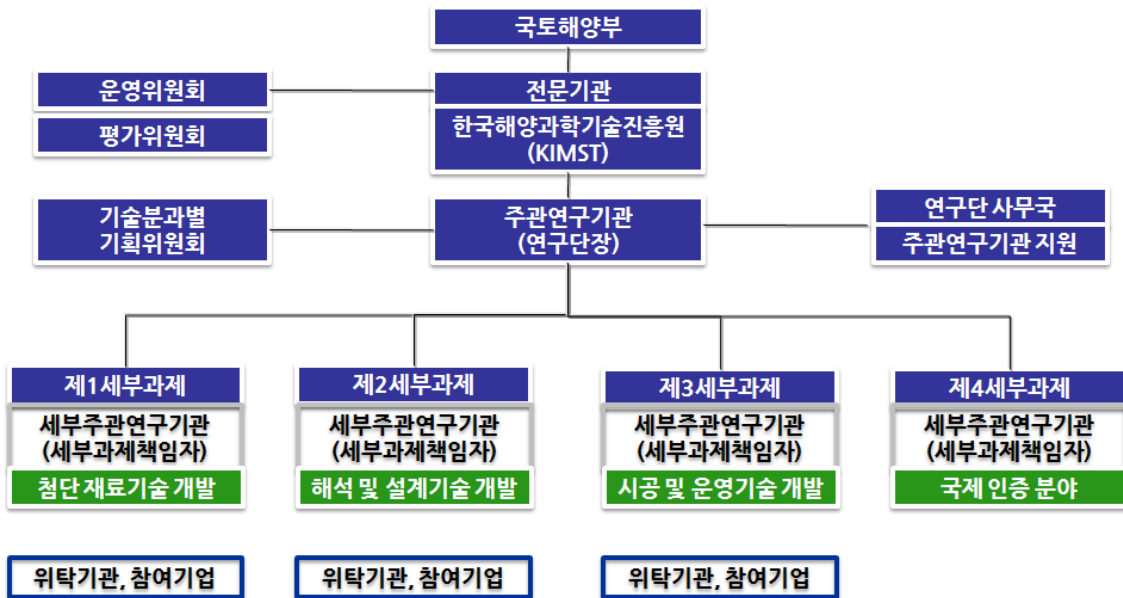 국토해양부
운영위원회
전문기관
평가위원회
한국해양과학기술진흥원
(KIMST)
기술분과별
기획위원회
주관연구기관
(연구단장)
연구단 사무국
주관연구기관 지원
제1세부과제
세부주관연구기관
(세부과제책임자)
첨단 재료기술 개발
위탁기관, 참여기업
제2세부과제
세부주관연구기관
(세부과제책임자)
해석 및 설계기술 개발
위탁기관, 참여기업
제3세부과제
세부주관연구기관
(세부과제책임자)
시공 및 운영기술 개발
위탁기관, 참여기업
제4세부과제
세부주관연구기관
(세부과제책임자)
국제 인증 분야